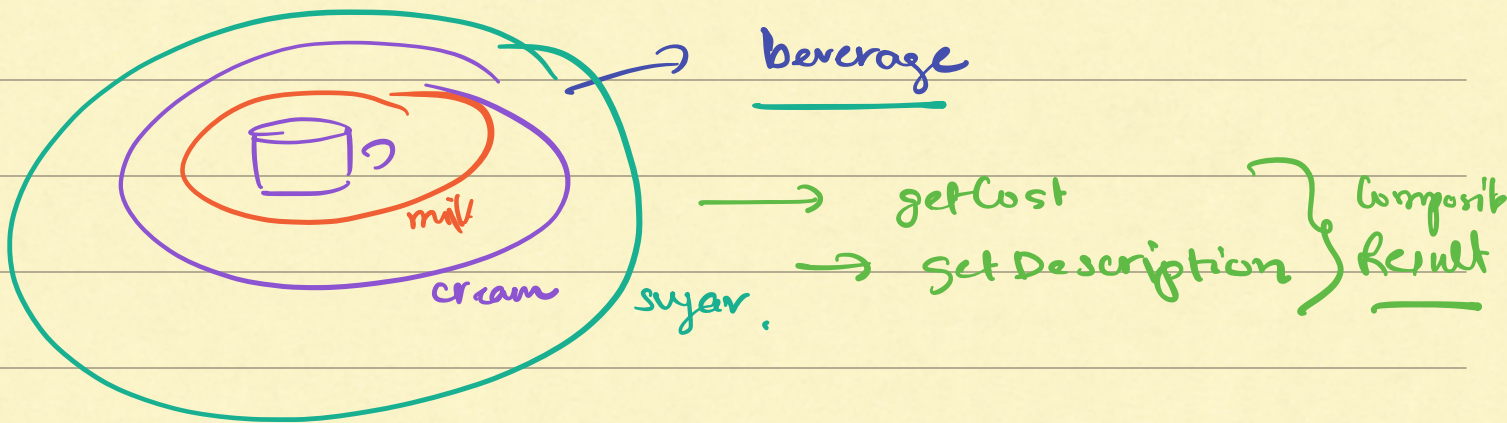 beverage
getCost
getDescription
Composit
Result
milk
cream
sugar.